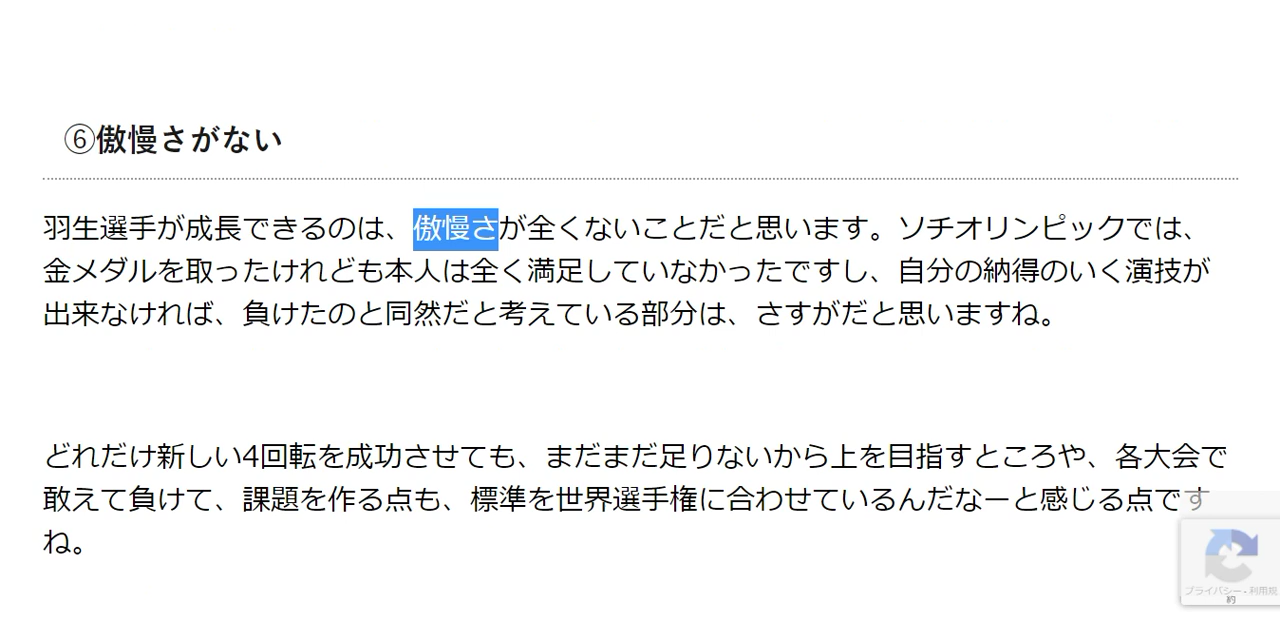 ⑥傲慢さがない
羽生選手が成長できるのは、傲慢さが全くないことだと思います。ソチオリンピックでは、
金メダルを取ったけれども本人は全く満足していなかったですし、自分の納得のいく演技が
出来なければ、負けたのと同然だと考えている部分は、さすがだと思いますね。
どれだけ新しい4回転を成功させても、まだまだ足りないから上を目指すところや、各大会で
敢えて負けて、課題を作る点も、標準を世界選手権に合わせているんだなーと感じる点です
ね。
プライバシー - 利用規
約